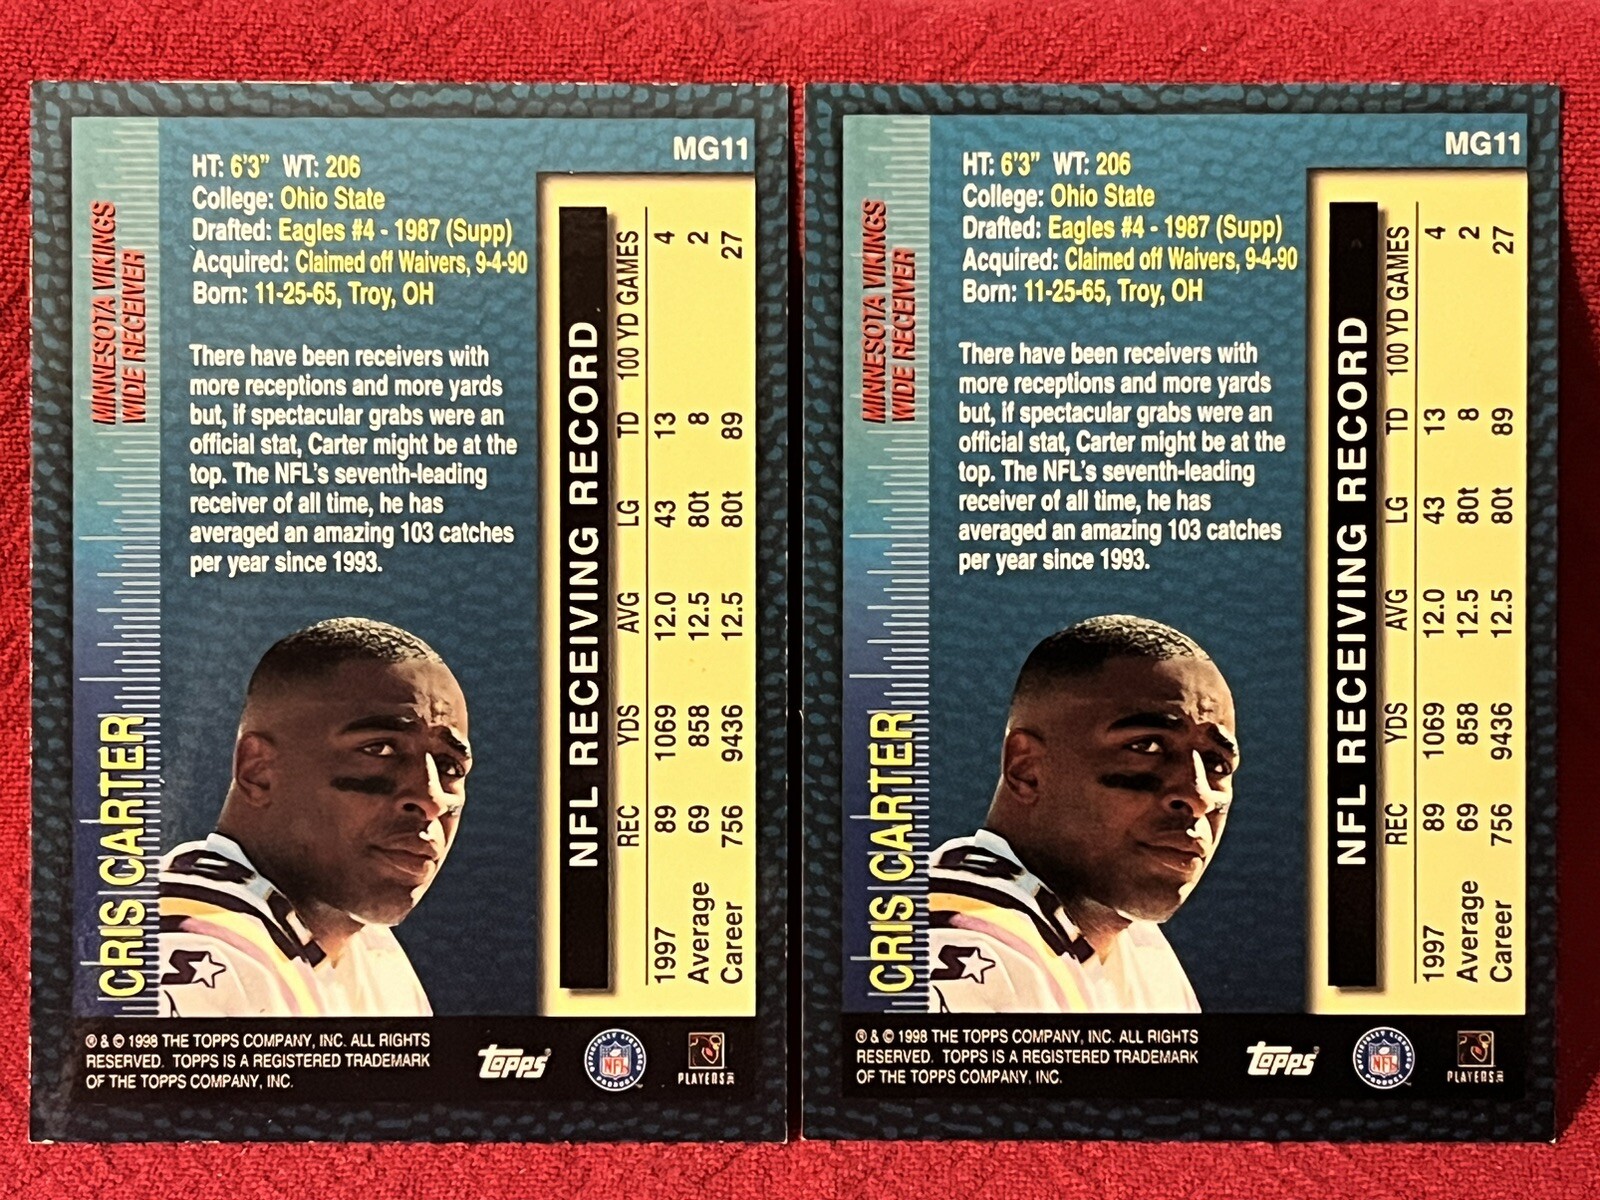 MG11
HT: 6'3" WT: 206
College: Ohio State
Drafted: Eagles #4 - 1987 (Supp)
Acquired: Claimed off Waivers, 9-4-90
Born: 11-25-65, Troy, OH
MINNESOTA VIKINGS
WIDE RECEIVER
There have been receivers with
more receptions and more yards
but, if spectacular grabs were an
official stat, Carter might be at the
top. The NFL's seventh-leading
receiver of all time, he has
averaged an amazing 103 catches
per year since 1993.
CRIS CARTER
NFL RECEIVING RECORD
REC YDS AVG LG TD 100 YD GAMES
1997 89 1069 12.0 43 13 4
Average 69 858 12.5 80t 8 2
Career 756 9436 12.5 80t 89 27
® & © 1998 THE TOPPS COMPANY, INC. ALL RIGHTS
RESERVED. TOPPS IS A REGISTERED TRADEMARK
OF THE TOPPS COMPANY, INC.
Topps®
OFFICIALLY LICENSED
NFL
PRODUCT
PLAYERS INC
MG11
HT: 6'3" WT: 206
College: Ohio State
Drafted: Eagles #4 - 1987 (Supp)
Acquired: Claimed off Waivers, 9-4-90
Born: 11-25-65, Troy, OH
MINNESOTA VIKINGS
WIDE RECEIVER
There have been receivers with
more receptions and more yards
but, if spectacular grabs were an
official stat, Carter might be at the
top. The NFL's seventh-leading
receiver of all time, he has
averaged an amazing 103 catches
per year since 1993.
CRIS CARTER
NFL RECEIVING RECORD
REC YDS AVG LG TD 100 YD GAMES
1997 89 1069 12.0 43 13 4
Average 69 858 12.5 80t 8 2
Career 756 9436 12.5 80t 89 27
® & © 1998 THE TOPPS COMPANY, INC. ALL RIGHTS
RESERVED. TOPPS IS A REGISTERED TRADEMARK
OF THE TOPPS COMPANY, INC.
Topps®
OFFICIALLY LICENSED
NFL
PRODUCT
PLAYERS INC